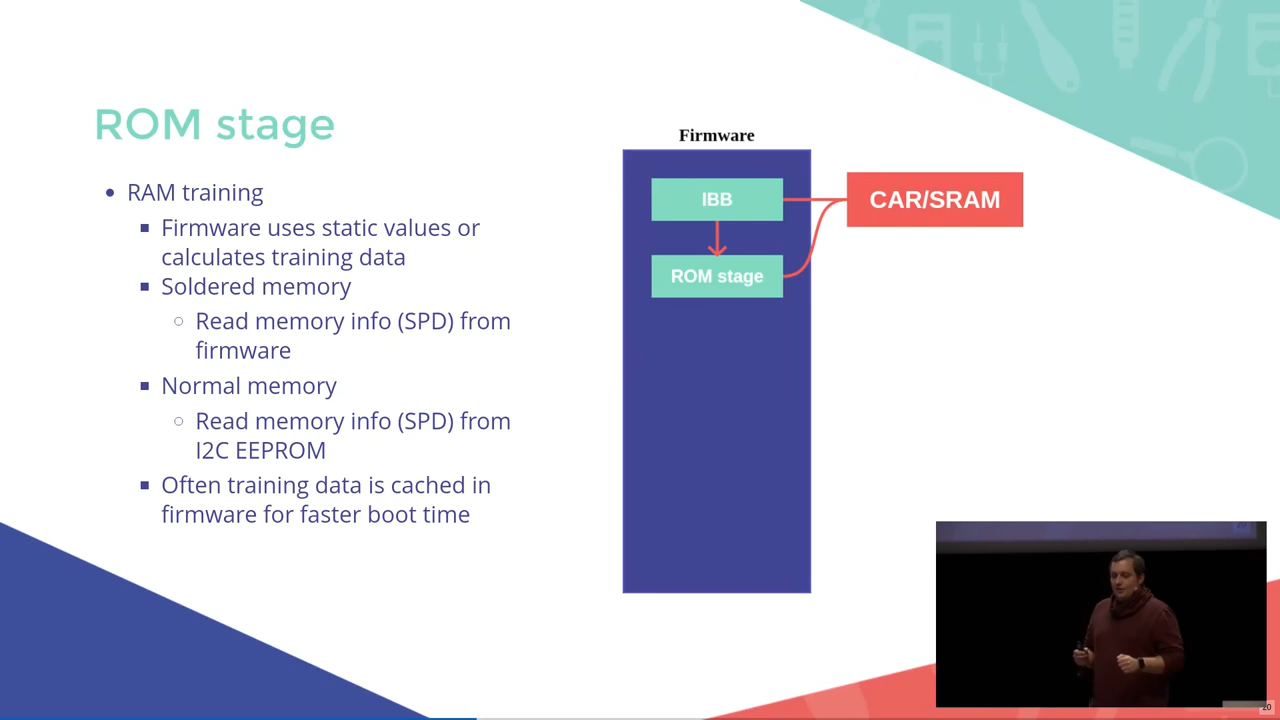 ROM stage
RAM training
Firmware uses static values or
calculates training data
Soldered memory
Read memory info (SPD) from
firmware
Normal memory
Read memory info (SPD) from
I2C EEPROM
Often training data is cached in
firmware for faster boot time
Firmware
IBB
CAR/SRAM
ROM stage
20
20